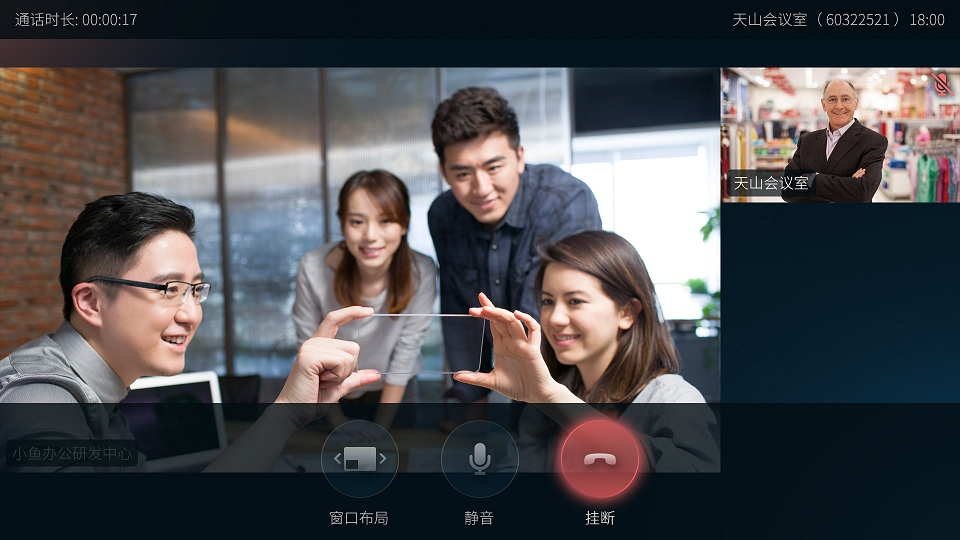 通话时长: 00:00:17
天山会议室（60322521）18:00
天山会议室
小鱼办公研发中心
窗口布局
静音
挂断